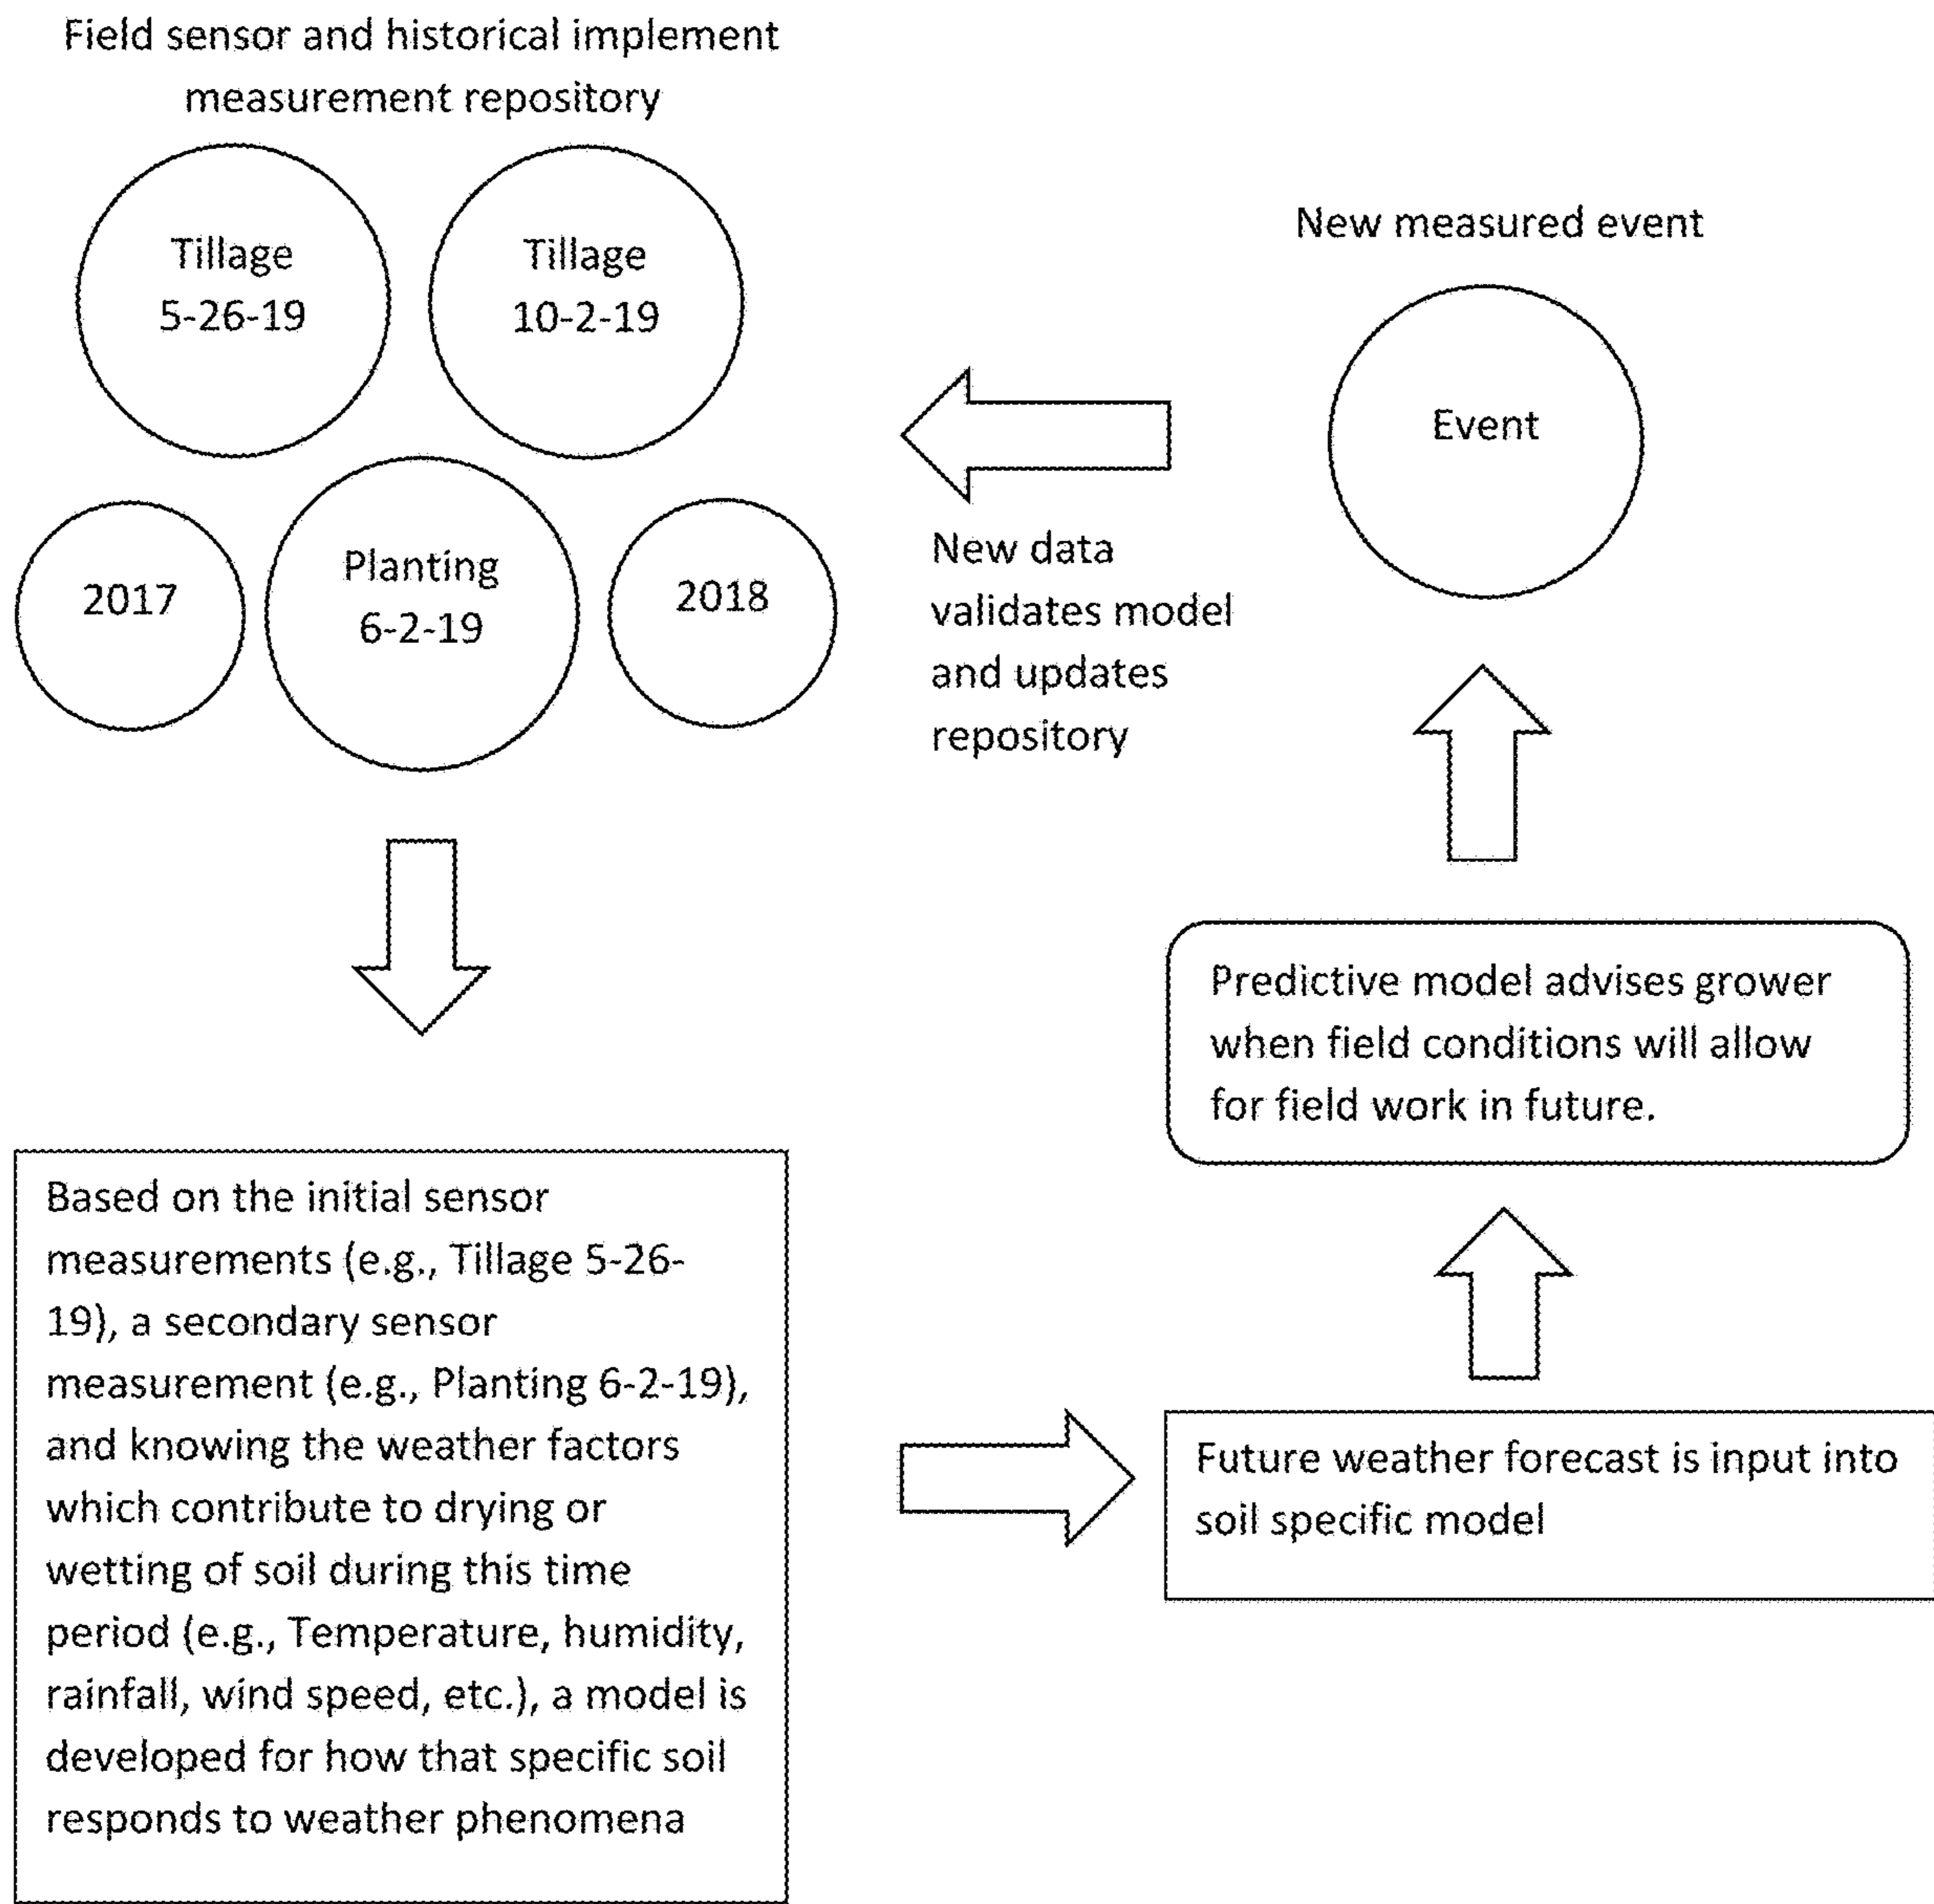 Field sensor and historical implement
measurement repository
Tillage
5-26-19
Tillage
10-2-19
2017
Planting
6-2-19
2018
New measured event
Event
New data
validates model
and updates
repository
Based on the initial sensor
measurements (e.g., Tillage 5-26-
19), a secondary sensor
measurement (e.g., Planting 6-2-19),
and knowing the weather factors
which contribute to drying or
wetting of soil during this time
period (e.g., Temperature, humidity,
rainfall, wind speed, etc.), a model is
developed for how that specific soil
responds to weather phenomena
Future weather forecast is input into
soil specific model
Predictive model advises grower
when field conditions will allow
for field work in future.